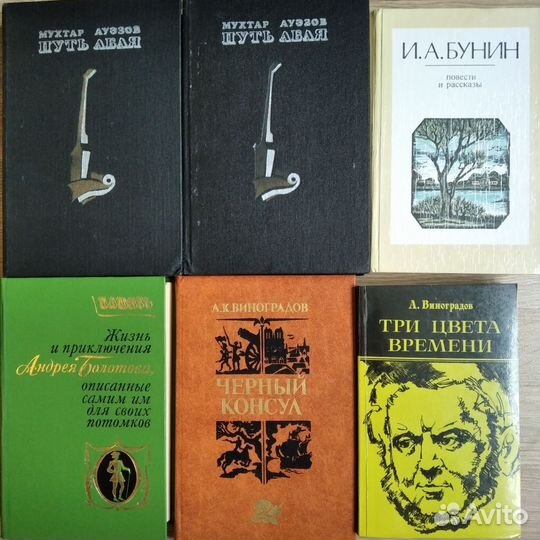 МУХТАР АУЭЗОВ
ПУТЬ АБАЯ
МУХТАР АУЭЗОВ
ПУТЬ АБАЯ
И. А. БУНИН
повести
и рассказы
Жизнь
и приключения
Андрея Болотова,
описанные
самим им
для своих
потомков
А.К.ВИНОГРАДОВ
ЧЕРНЫЙ
КОНСУЛ
А. Виноградов
ТРИ ЦВЕТА
ВРЕМЕНИ
Avito